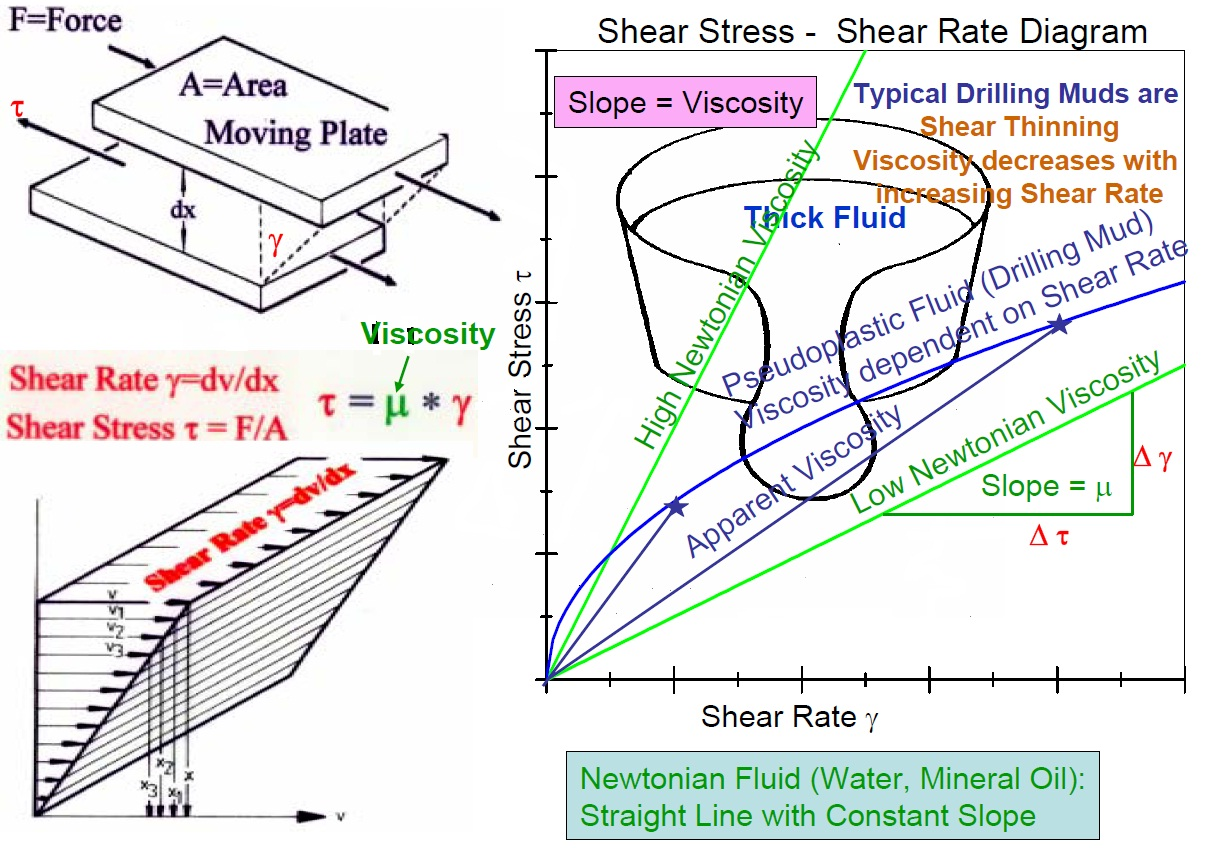 F=Force
A=Area
Moving Plate
τ
dx
γ
Viscosity
Shear Rate γ=dv/dx
Shear Stress τ = F/A
τ = μ * γ
Shear Rate γ=dv/dx
v
v1
v2
v3
x3
x2
x1
x
v
Shear Stress - Shear Rate Diagram
Slope = Viscosity
Typical Drilling Muds are
Shear Thinning
Viscosity decreases with
increasing Shear Rate
Thick Fluid
High Newtonian Viscosity
Pseudoplastic Fluid (Drilling Mud)
Viscosity dependent on Shear Rate
Apparent Viscosity
Low Newtonian Viscosity
Slope = μ
Δ γ
Δ τ
Shear Stress τ
Shear Rate γ
Newtonian Fluid (Water, Mineral Oil):
Straight Line with Constant Slope